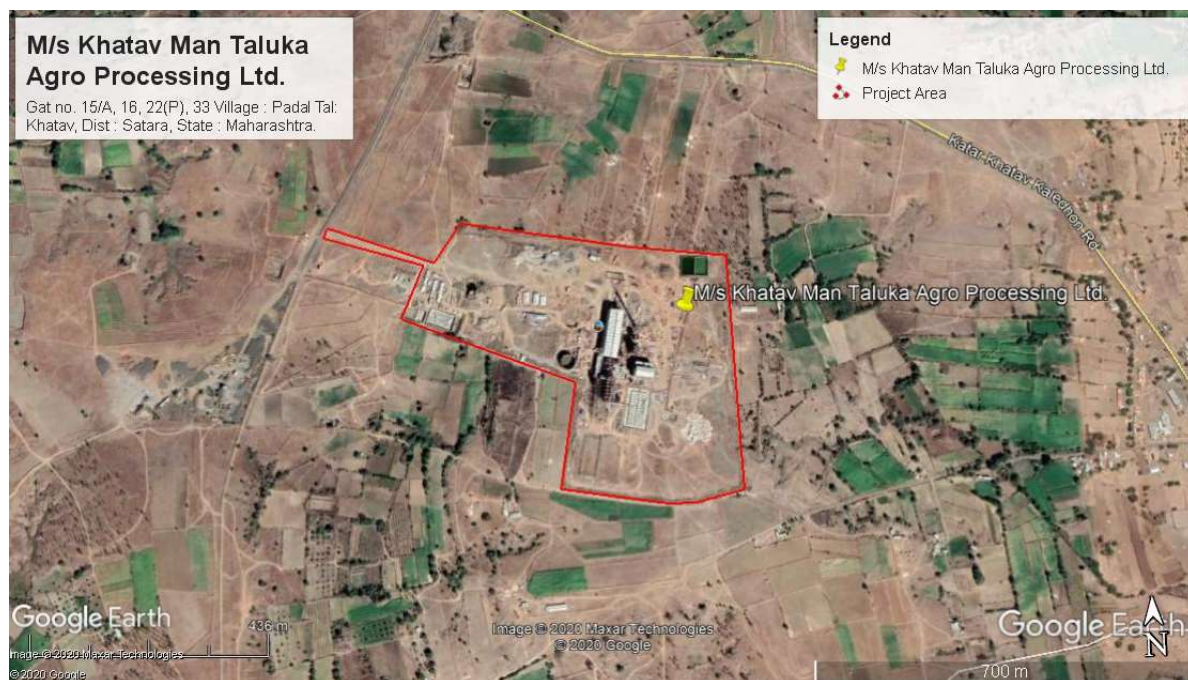 M/s Khatav Man Taluka
Agro Processing Ltd.
Gat no. 15/A, 16, 22(P), 33 Village : Padal Tal:
Khatav, Dist : Satara, State : Maharashtra.
Legend
M/s Khatav Man Taluka Agro Processing Ltd.
Project Area
Katar Khatav Kaledhon Rd
M/s Khatav Man Taluka Agro Processing Ltd.
Google Earth
436 m
Image © 2020 Maxar Technologies
© 2020 Google
Image © 2020 Maxar Technologies
© 2020 Google
Google Earth
N
700 m